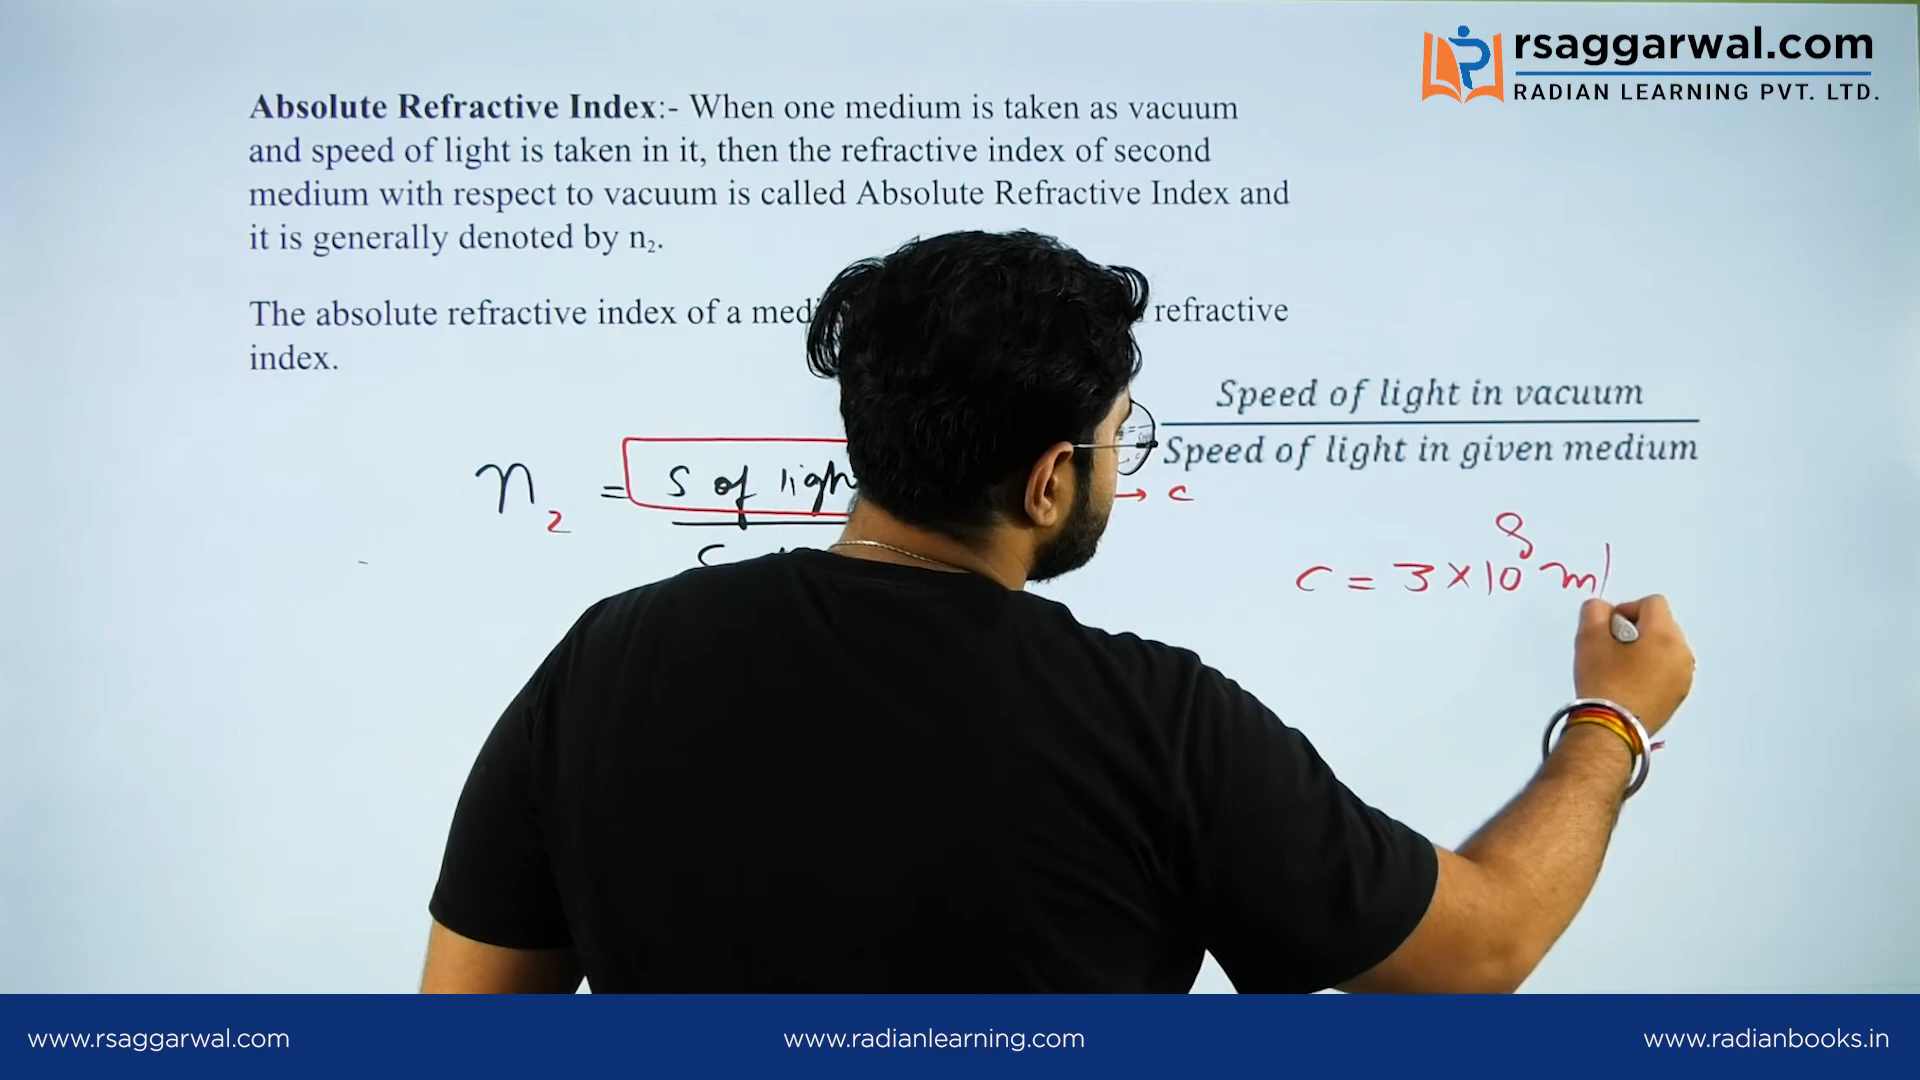 rsaggarwal.com
RADIAN LEARNING PVT. LTD.
Absolute Refractive Index:- When one medium is taken as vacuum
and speed of light is taken in it, then the refractive index of second
medium with respect to vacuum is called Absolute Refractive Index and
it is generally denoted by n₂.
The absolute refractive index of a refractive
index.
Speed of light in vacuum
Speed of light in given medium
n₂ = S of light → c
c = 3 × 10⁸ m/
www.rsaggarwal.com
www.radianlearning.com
www.radianbooks.in